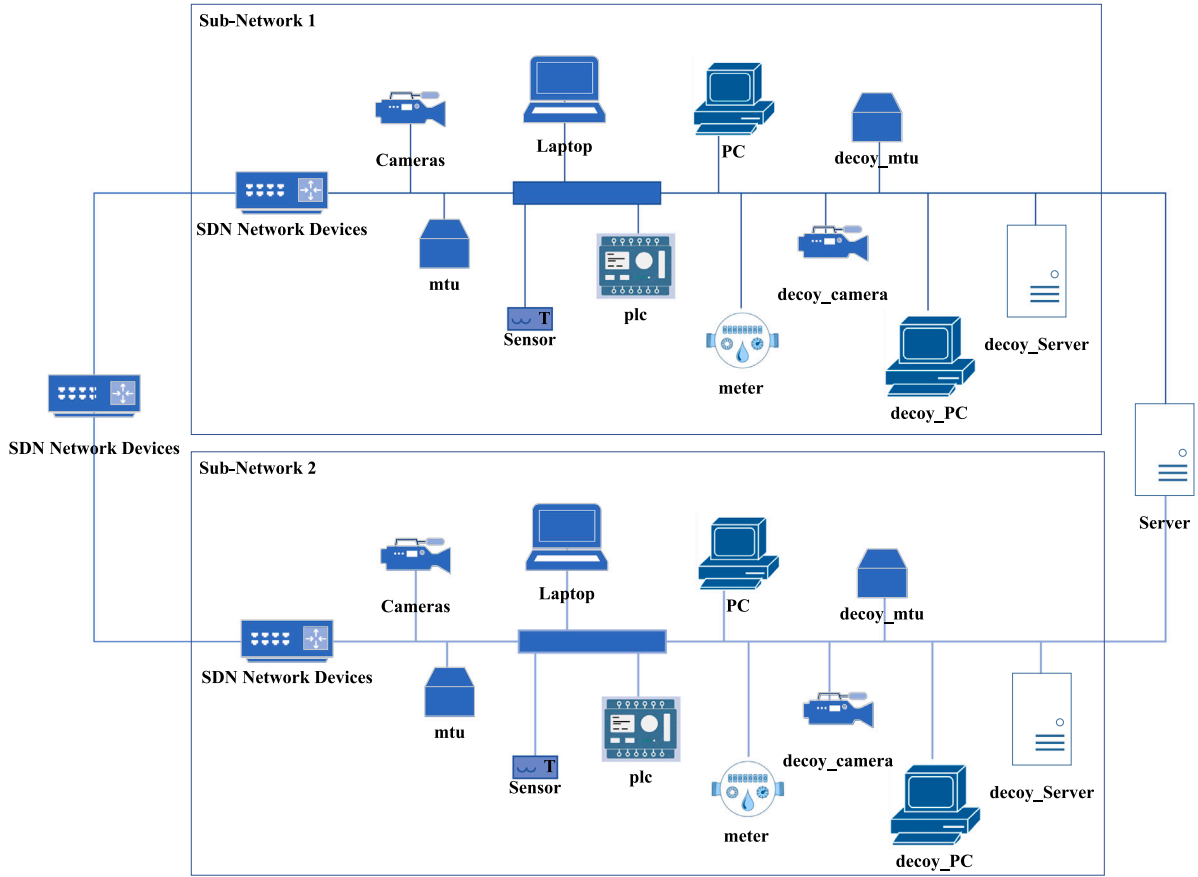 Sub-Network 1
Cameras
Laptop
PC
decoy_mtu
SDN Network Devices
mtu
Sensor
T
plc
meter
decoy_camera
decoy_PC
decoy_Server
SDN Network Devices
Server
Sub-Network 2
Cameras
Laptop
PC
decoy_mtu
SDN Network Devices
mtu
Sensor
T
plc
meter
decoy_camera
decoy_PC
decoy_Server